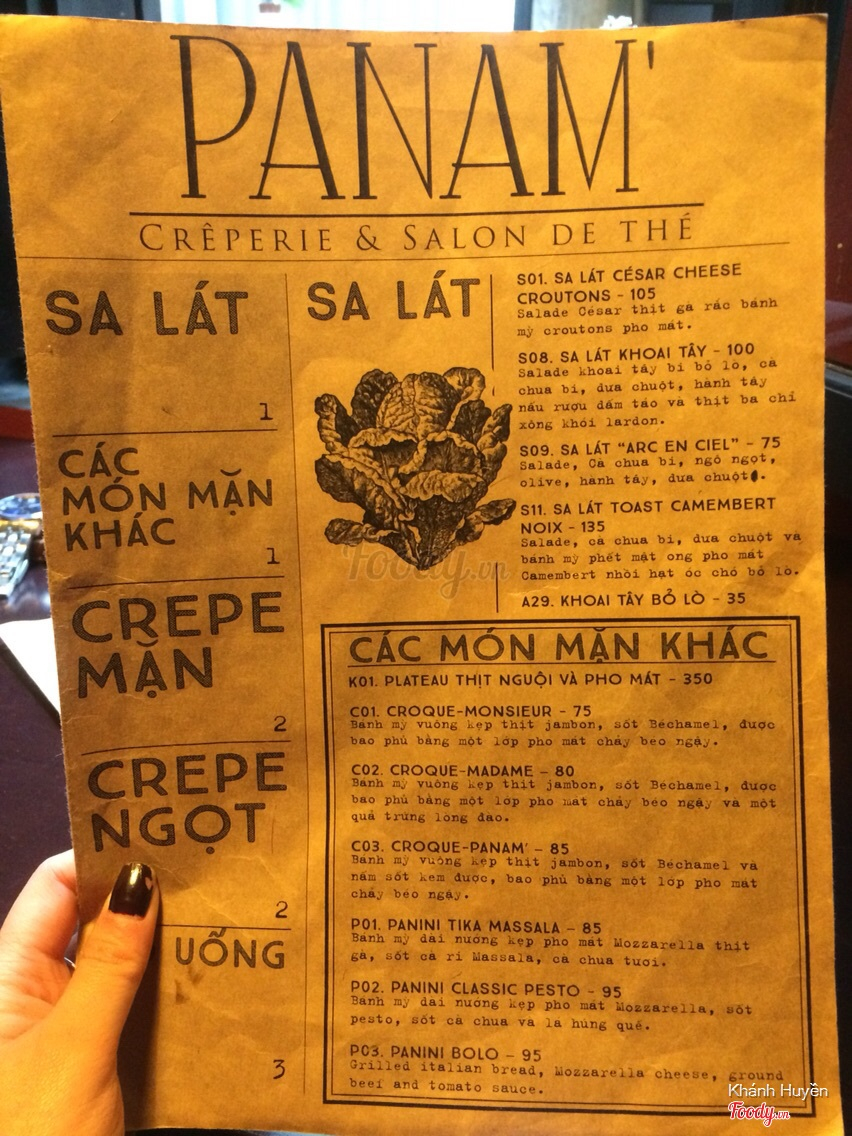 PANAM'
CRÊPERIE & SALON DE THÉ
SA LÁT
1
CÁC
MÓN MẶN
KHÁC
1
CREPE
MẶN
2
CREPE
NGỌT
2
UỐNG
3
SA LÁT
S01. SA LÁT CÉSAR CHEESE
CROUTONS - 105
Salade César thịt gà rắc bánh
mỳ croutons pho mát.
S08. SA LÁT KHOAI TÂY - 100
Salade khoai tây bi bỏ lò, cà
chua bi, dưa chuột, hành tây
nấu rượu dấm táo và thịt ba chỉ
xông khói lardon.
S09. SA LÁT "ARC EN CIEL" - 75
Salade, Cà chua bi, ngô ngọt,
olive, hành tây, dưa chuột.
S11. SA LÁT TOAST CAMEMBERT
NOIX - 135
Salade, cà chua bi, dưa chuột và
bánh mỳ phết mật ong pho mát
Camembert nhồi hạt óc chó bỏ lò.
A29. KHOAI TÂY BỎ LÒ - 35
CÁC MÓN MẶN KHÁC
K01. PLATEAU THỊT NGUỘI VÀ PHO MÁT - 350
C01. CROQUE-MONSIEUR - 75
Bánh mỳ vuông kẹp thịt jambon, sốt Béchamel, được
bao phủ bằng một lớp pho mát chảy béo ngậy.
C02. CROQUE-MADAME - 80
Bánh mỳ vuông kẹp thịt jambon, sốt Béchamel, được
bao phủ bằng một lớp pho mát chảy béo ngậy và một
quả trứng lòng đào.
C03. CROQUE-PANAM' - 85
Bánh mỳ vuông kẹp thịt jambon, sốt Béchamel và
nấm sốt kem được, bao phủ bằng một lớp pho mát
chảy béo ngậy.
P01. PANINI TIKA MASSALA - 85
Bánh mỳ dài nướng kẹp pho mát Mozzarella thịt
gà, sốt cà ri Massala, cà chua tươi.
P02. PANINI CLASSIC PESTO - 95
Bánh mỳ dài nướng kẹp pho mát Mozzarella, sốt
pesto, sốt cà chua và lá húng quế.
P03. PANINI BOLO - 95
Grilled italian bread, Mozzarella cheese, ground
beef and tomato sauce.
Foody.vn
Khánh Huyền
Foody.vn